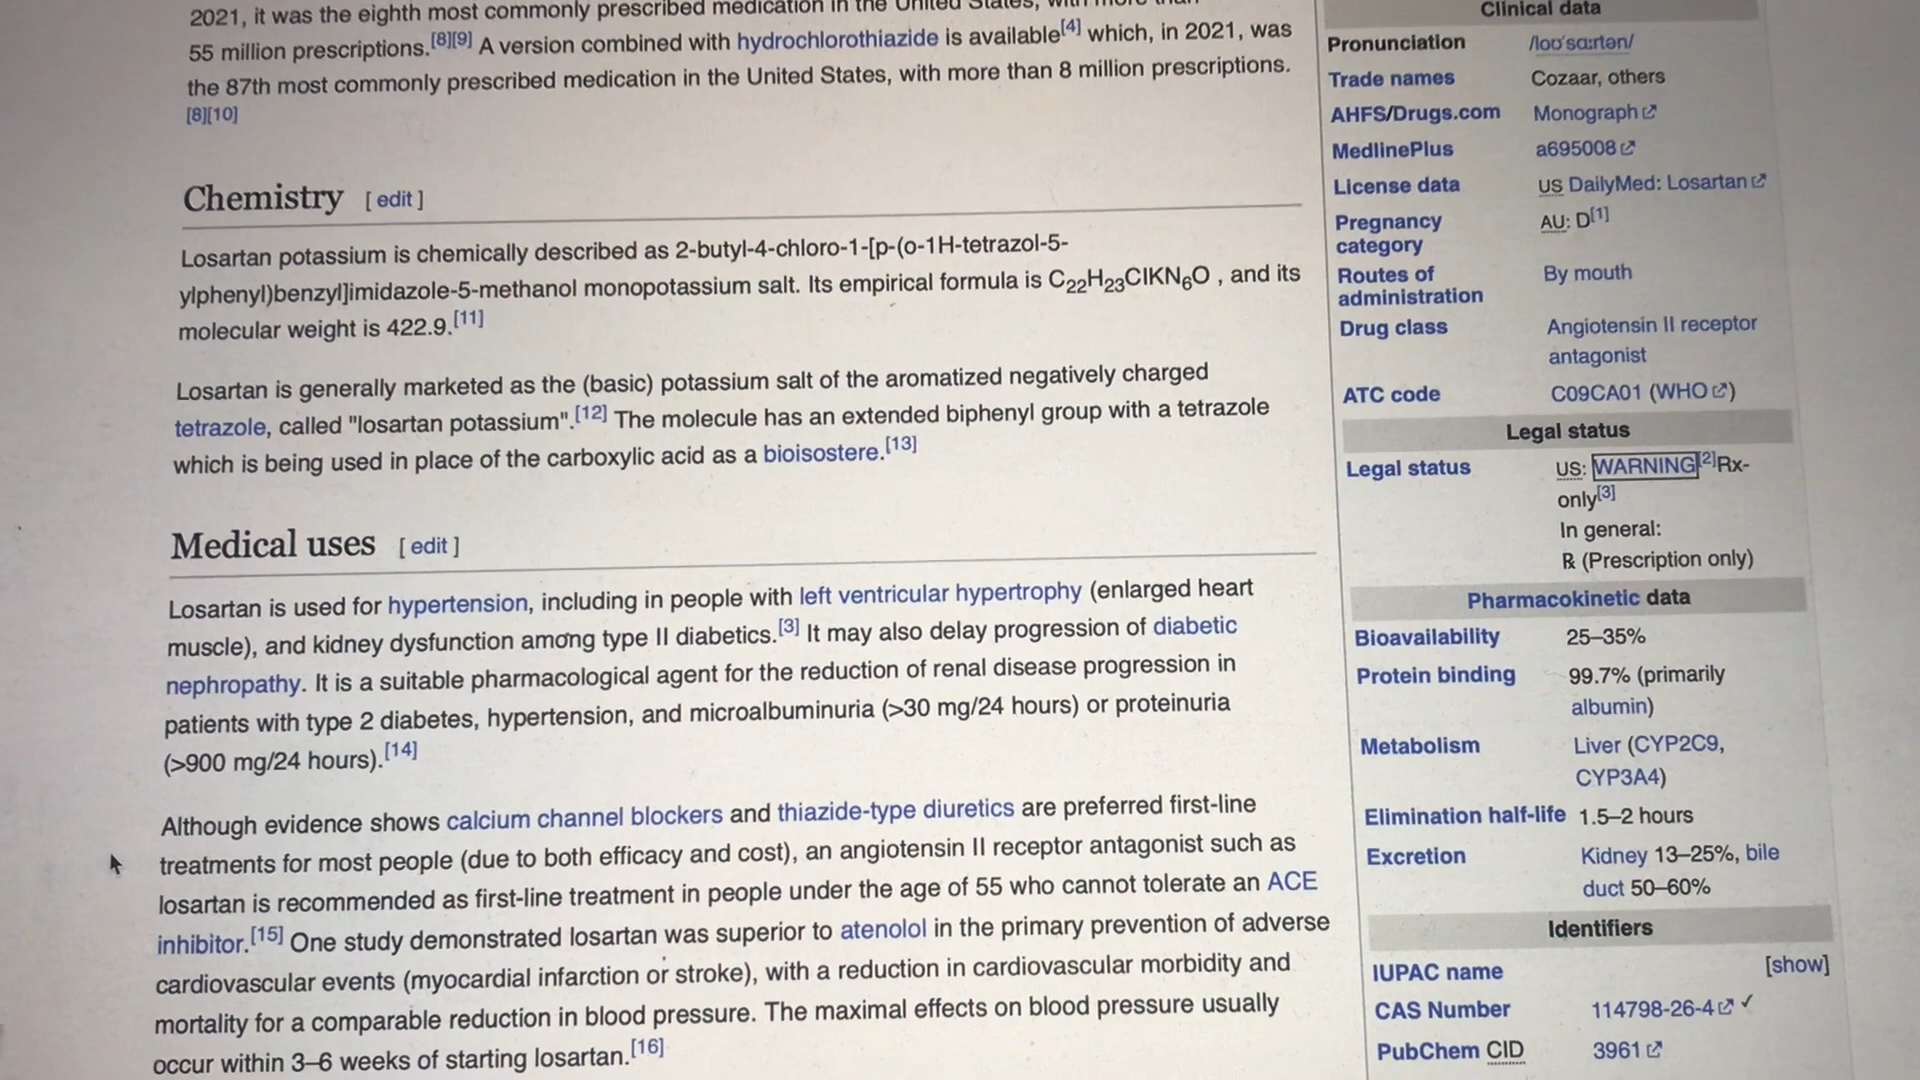 2021, it was the eighth most commonly prescribed medication in the United States, with more than
55 million prescriptions.[8][9] A version combined with hydrochlorothiazide is available[4] which, in 2021, was
the 87th most commonly prescribed medication in the United States, with more than 8 million prescriptions.
[8][10]
Chemistry [ edit ]
Losartan potassium is chemically described as 2-butyl-4-chloro-1-[p-(o-1H-tetrazol-5-
ylphenyl)benzyl]imidazole-5-methanol monopotassium salt. Its empirical formula is C22H23ClKN6O , and its
molecular weight is 422.9.[11]
Losartan is generally marketed as the (basic) potassium salt of the aromatized negatively charged
tetrazole, called "losartan potassium".[12] The molecule has an extended biphenyl group with a tetrazole
which is being used in place of the carboxylic acid as a bioisostere.[13]
Medical uses [ edit ]
Losartan is used for hypertension, including in people with left ventricular hypertrophy (enlarged heart
muscle), and kidney dysfunction among type II diabetics.[3] It may also delay progression of diabetic
nephropathy. It is a suitable pharmacological agent for the reduction of renal disease progression in
patients with type 2 diabetes, hypertension, and microalbuminuria (>30 mg/24 hours) or proteinuria
(>900 mg/24 hours).[14]
Although evidence shows calcium channel blockers and thiazide-type diuretics are preferred first-line
treatments for most people (due to both efficacy and cost), an angiotensin II receptor antagonist such as
losartan is recommended as first-line treatment in people under the age of 55 who cannot tolerate an ACE
inhibitor.[15] One study demonstrated losartan was superior to atenolol in the primary prevention of adverse
cardiovascular events (myocardial infarction or stroke), with a reduction in cardiovascular morbidity and
mortality for a comparable reduction in blood pressure. The maximal effects on blood pressure usually
occur within 3–6 weeks of starting losartan.[16]
Clinical data
Pronunciation /loʊˈsɑːrtən/
Trade names Cozaar, others
AHFS/Drugs.com Monograph
MedlinePlus a695008
License data US DailyMed: Losartan
Pregnancy AU: D[1]
category
Routes of By mouth
administration
Drug class Angiotensin II receptor
antagonist
ATC code C09CA01 (WHO)
Legal status
Legal status US: WARNING[2]Rx-
only[3]
In general:
℞ (Prescription only)
Pharmacokinetic data
Bioavailability 25–35%
Protein binding 99.7% (primarily
albumin)
Metabolism Liver (CYP2C9,
CYP3A4)
Elimination half-life 1.5–2 hours
Excretion Kidney 13–25%, bile
duct 50–60%
Identifiers
IUPAC name [show]
CAS Number 114798-26-4 ✓
PubChem CID 3961